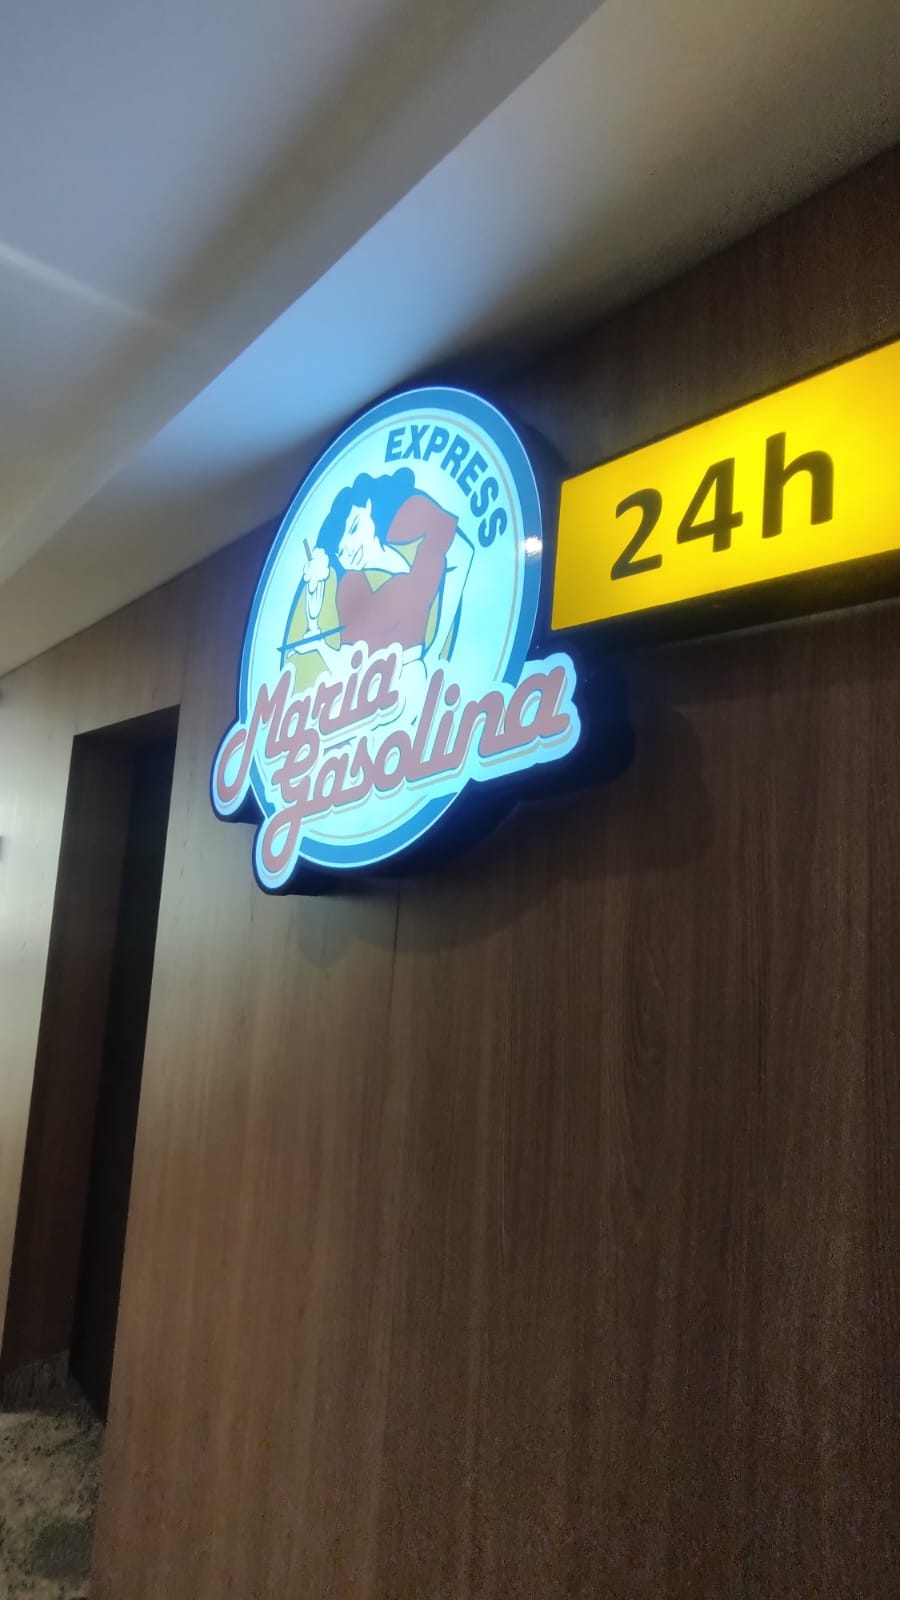 EXPRESS
Maria
Gasolina
24h